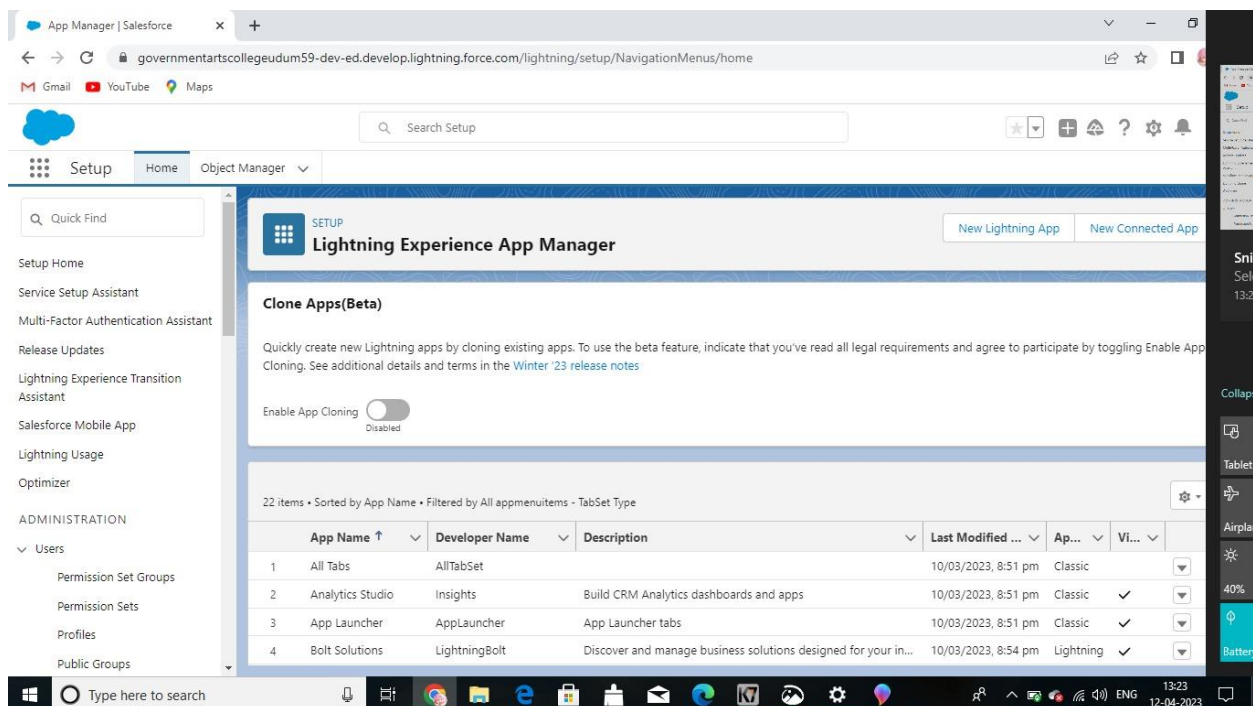 App Manager | Salesforce
governmentartscollegeudum59-dev-ed.develop.lightning.force.com/lightning/setup/NavigationMenus/home
Gmail YouTube Maps
Search Setup
Setup Home Object Manager
Quick Find
Setup Home
Service Setup Assistant
Multi-Factor Authentication Assistant
Release Updates
Lightning Experience Transition
Assistant
Salesforce Mobile App
Lightning Usage
Optimizer
ADMINISTRATION
Users
Permission Set Groups
Permission Sets
Profiles
Public Groups
SETUP
Lightning Experience App Manager
New Lightning App New Connected App
Clone Apps(Beta)
Quickly create new Lightning apps by cloning existing apps. To use the beta feature, indicate that you've read all legal requirements and agree to participate by toggling Enable App
Cloning. See additional details and terms in the Winter '23 release notes
Enable App Cloning
Disabled
22 items • Sorted by App Name • Filtered by All appmenuitems - TabSet Type
App Name ↑ Developer Name Description Last Modified ... Ap... Vi...
1 All Tabs AllTabSet 10/03/2023, 8:51 pm Classic
2 Analytics Studio Insights Build CRM Analytics dashboards and apps 10/03/2023, 8:51 pm Classic
3 App Launcher AppLauncher App Launcher tabs 10/03/2023, 8:51 pm Classic
4 Bolt Solutions LightningBolt Discover and manage business solutions designed for your in... 10/03/2023, 8:54 pm Lightning
Sni
Sel
13:2
Collap
Tablet
Airpla
40%
Battery
Type here to search
ENG
13:23
12-04-2023